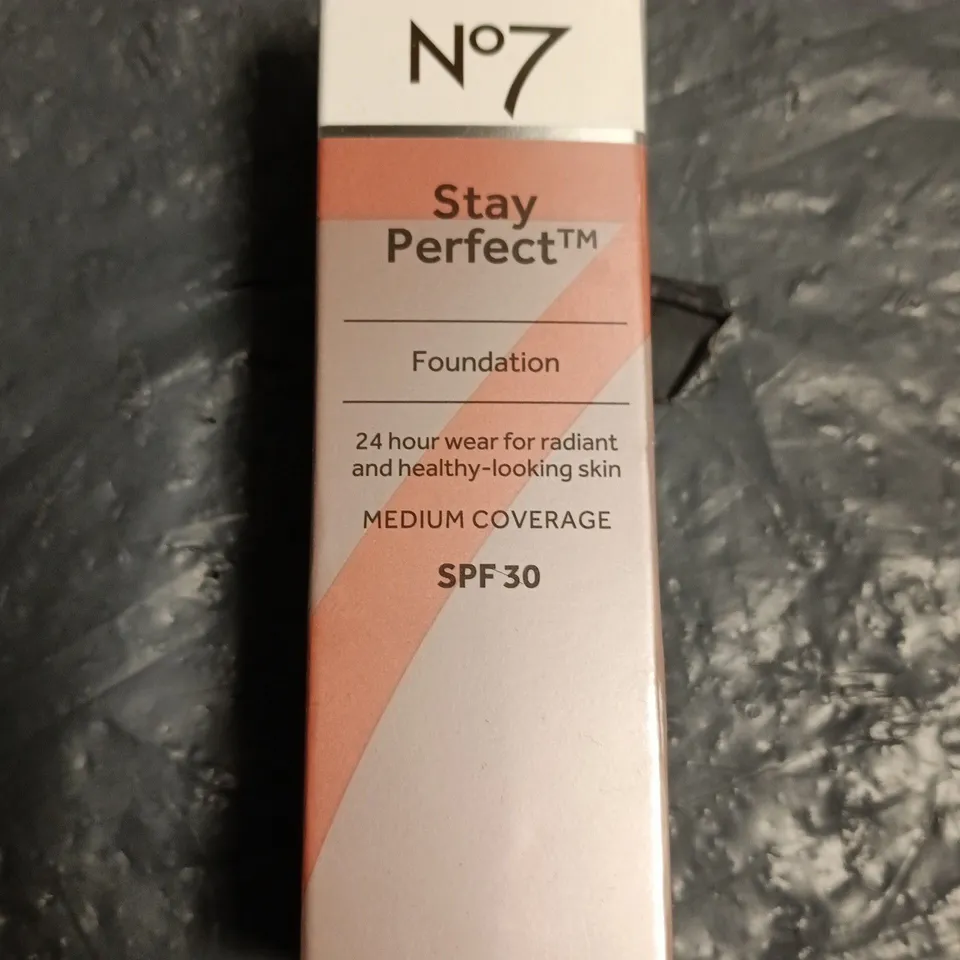 Nº7
Stay
Perfect™
Foundation
24 hour wear for radiant
and healthy-looking skin
MEDIUM COVERAGE
SPF 30